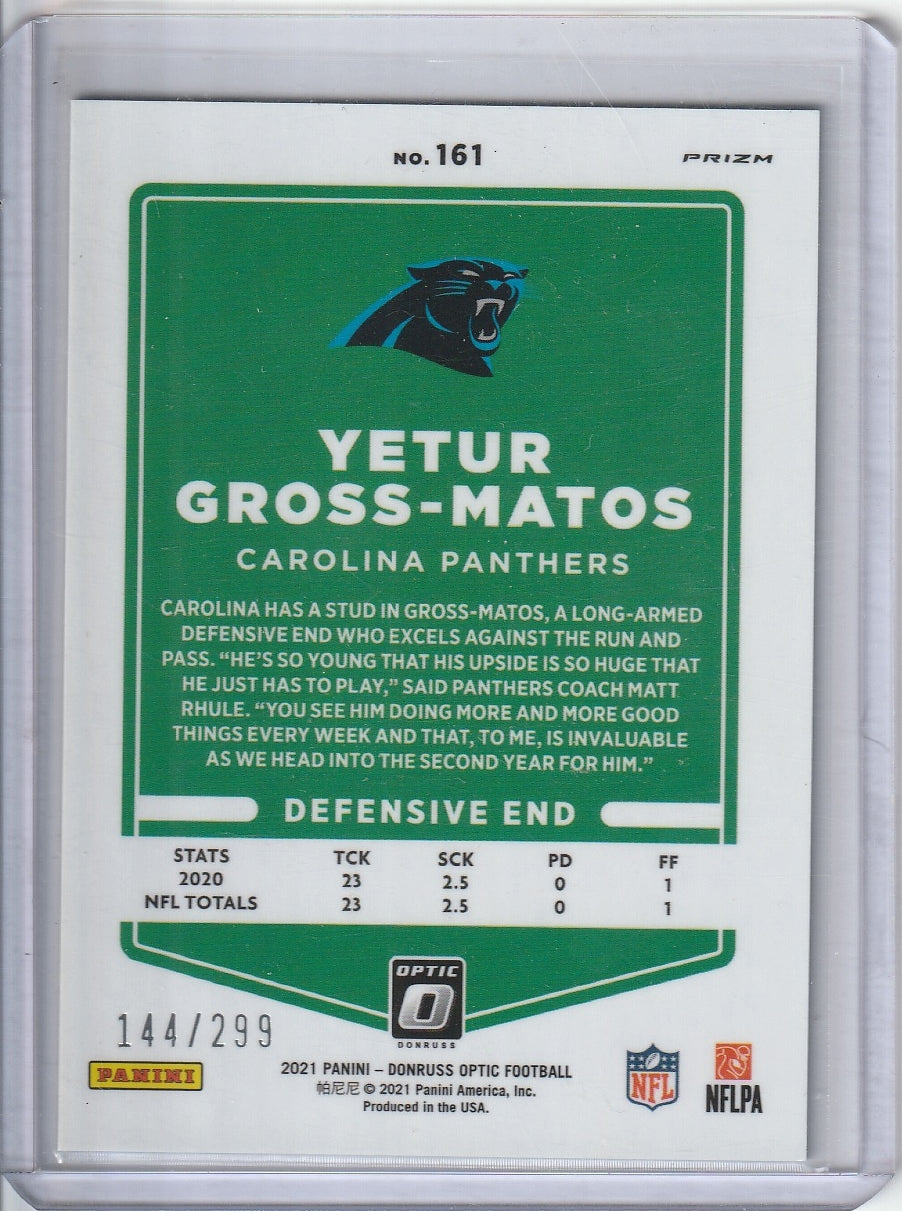 NO. 161
PRIZM
YETUR
GROSS-MATOS
CAROLINA PANTHERS
CAROLINA HAS A STUD IN GROSS-MATOS, A LONG-ARMED
DEFENSIVE END WHO EXCELS AGAINST THE RUN AND
PASS. “HE’S SO YOUNG THAT HIS UPSIDE IS SO HUGE THAT
HE JUST HAS TO PLAY,” SAID PANTHERS COACH MATT
RHULE. “YOU SEE HIM DOING MORE AND MORE GOOD
THINGS EVERY WEEK AND THAT, TO ME, IS INVALUABLE
AS WE HEAD INTO THE SECOND YEAR FOR HIM.”
DEFENSIVE END
STATS TCK SCK PD FF
2020 23 2.5 0 1
NFL TOTALS 23 2.5 0 1
OPTIC
O
DONRUSS
144/299
PANINI
2021 PANINI – DONRUSS OPTIC FOOTBALL
帕尼尼 © 2021 Panini America, Inc.
Produced in the USA.
NFL
NFLPA